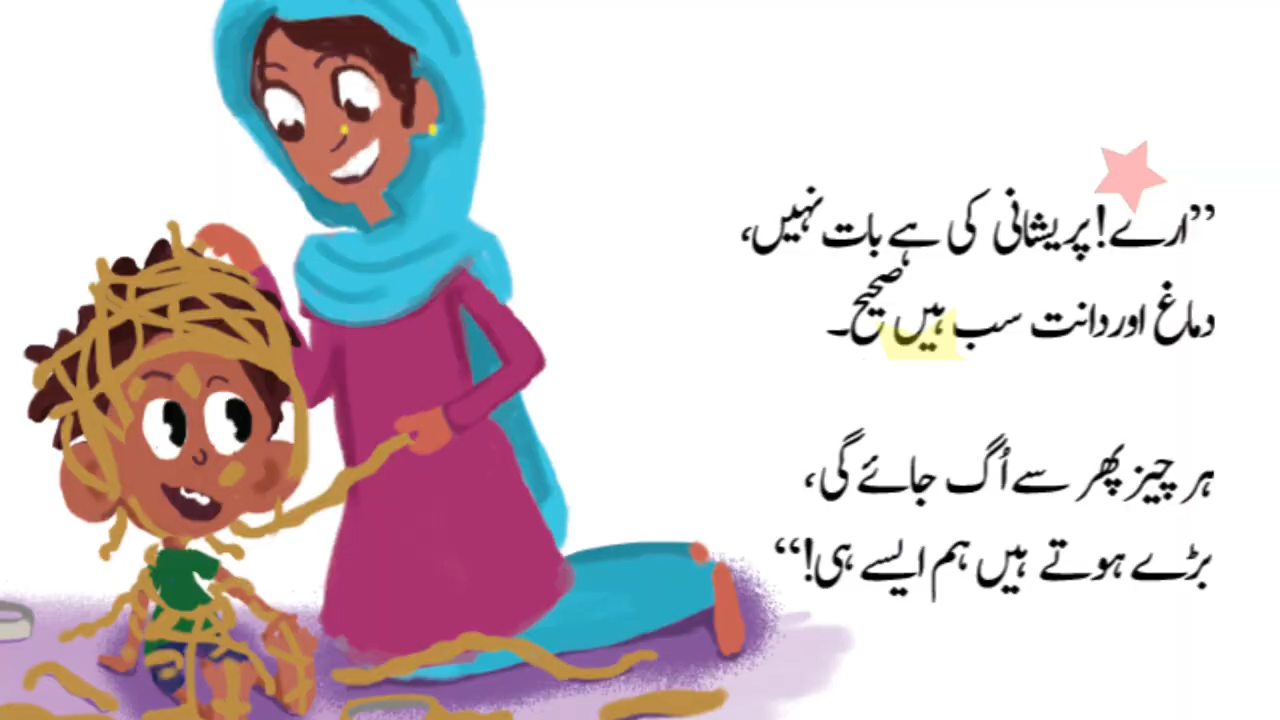 ”ارے! پریشانی کی ہے بات نہیں،
دماغ اور دانت سب ہیں صحیح۔
ہر چیز پھر سے اُگ جائے گی،
بڑے ہوتے ہیں ہم ایسے ہی!“